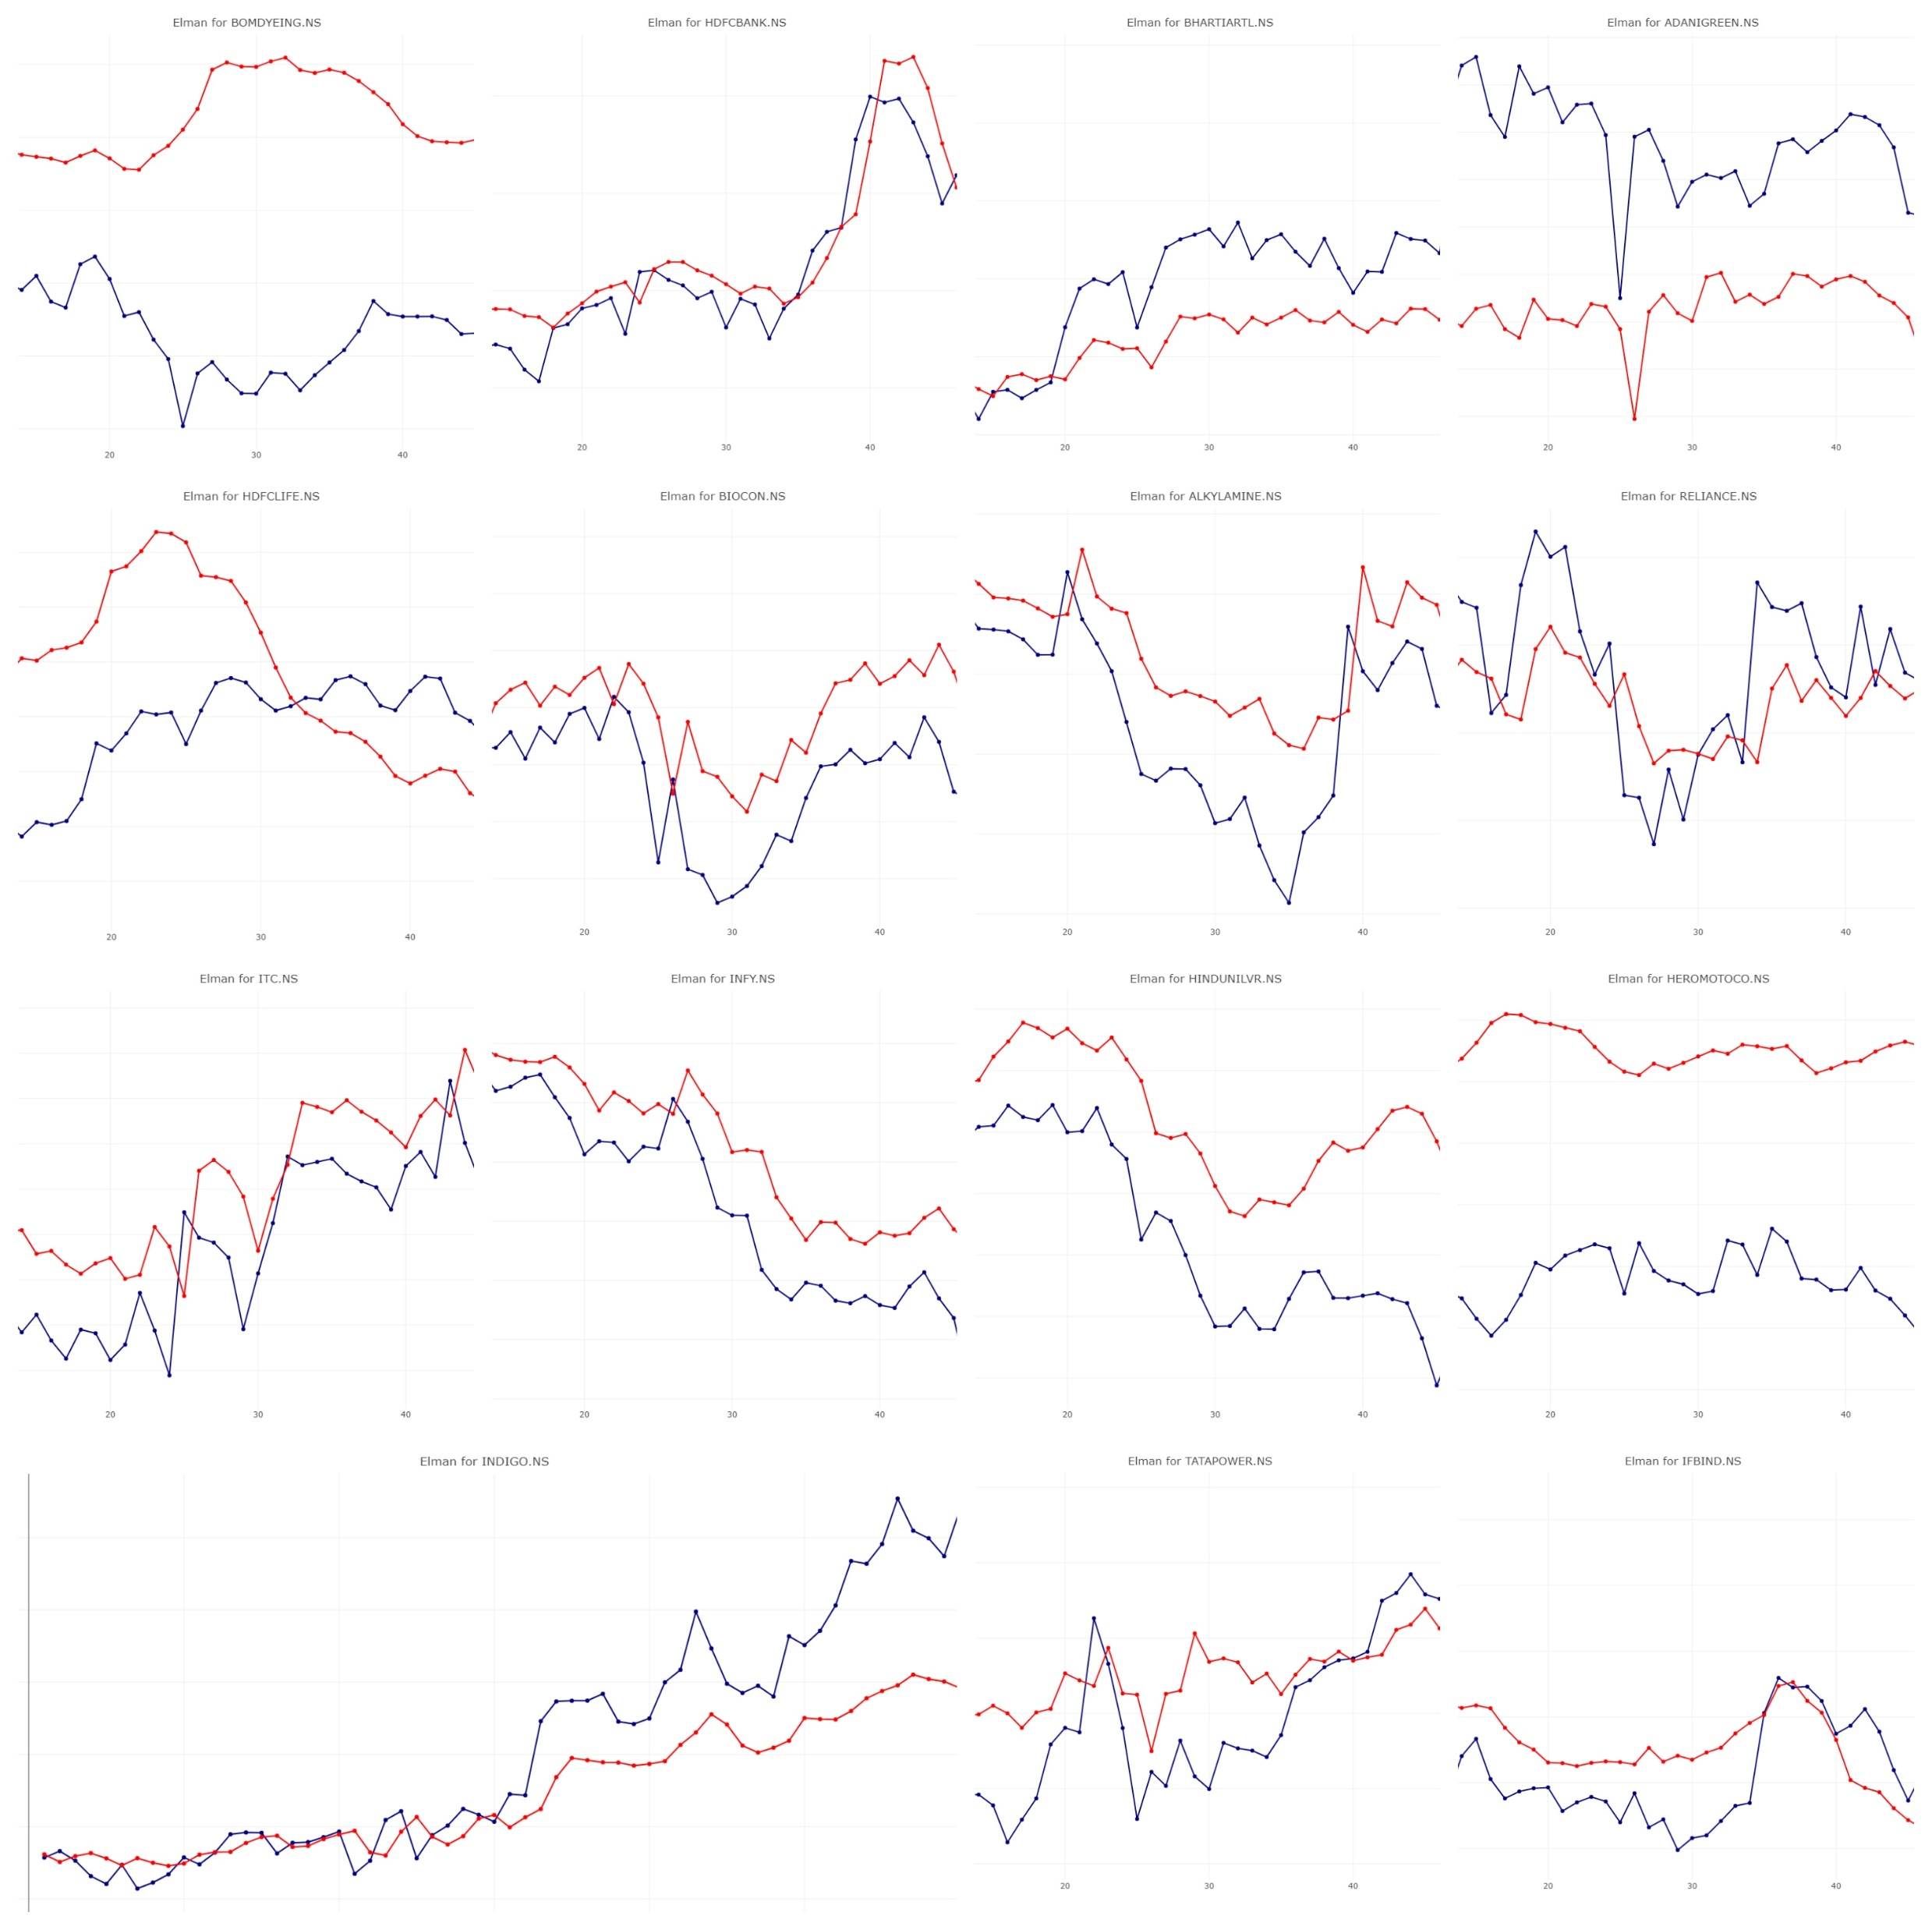 Elman for BOMDYEING.NS
Elman for HDFCBANK.NS
Elman for BHARTIARTL.NS
Elman for ADANIGREEN.NS
20 30 40
20 30 40
20 30 40
20 30 40
Elman for HDFCLIFE.NS
Elman for BIOCON.NS
Elman for ALKYLAMINE.NS
Elman for RELIANCE.NS
20 30 40
20 30 40
20 30 40
20 30 40
Elman for ITC.NS
Elman for INFY.NS
Elman for HINDUNILVR.NS
Elman for HEROMOTOCO.NS
20 30 40
20 30 40
20 30 40
20 30 40
Elman for INDIGO.NS
Elman for TATAPOWER.NS
Elman for IFBIND.NS
20 30 40
20 30 40